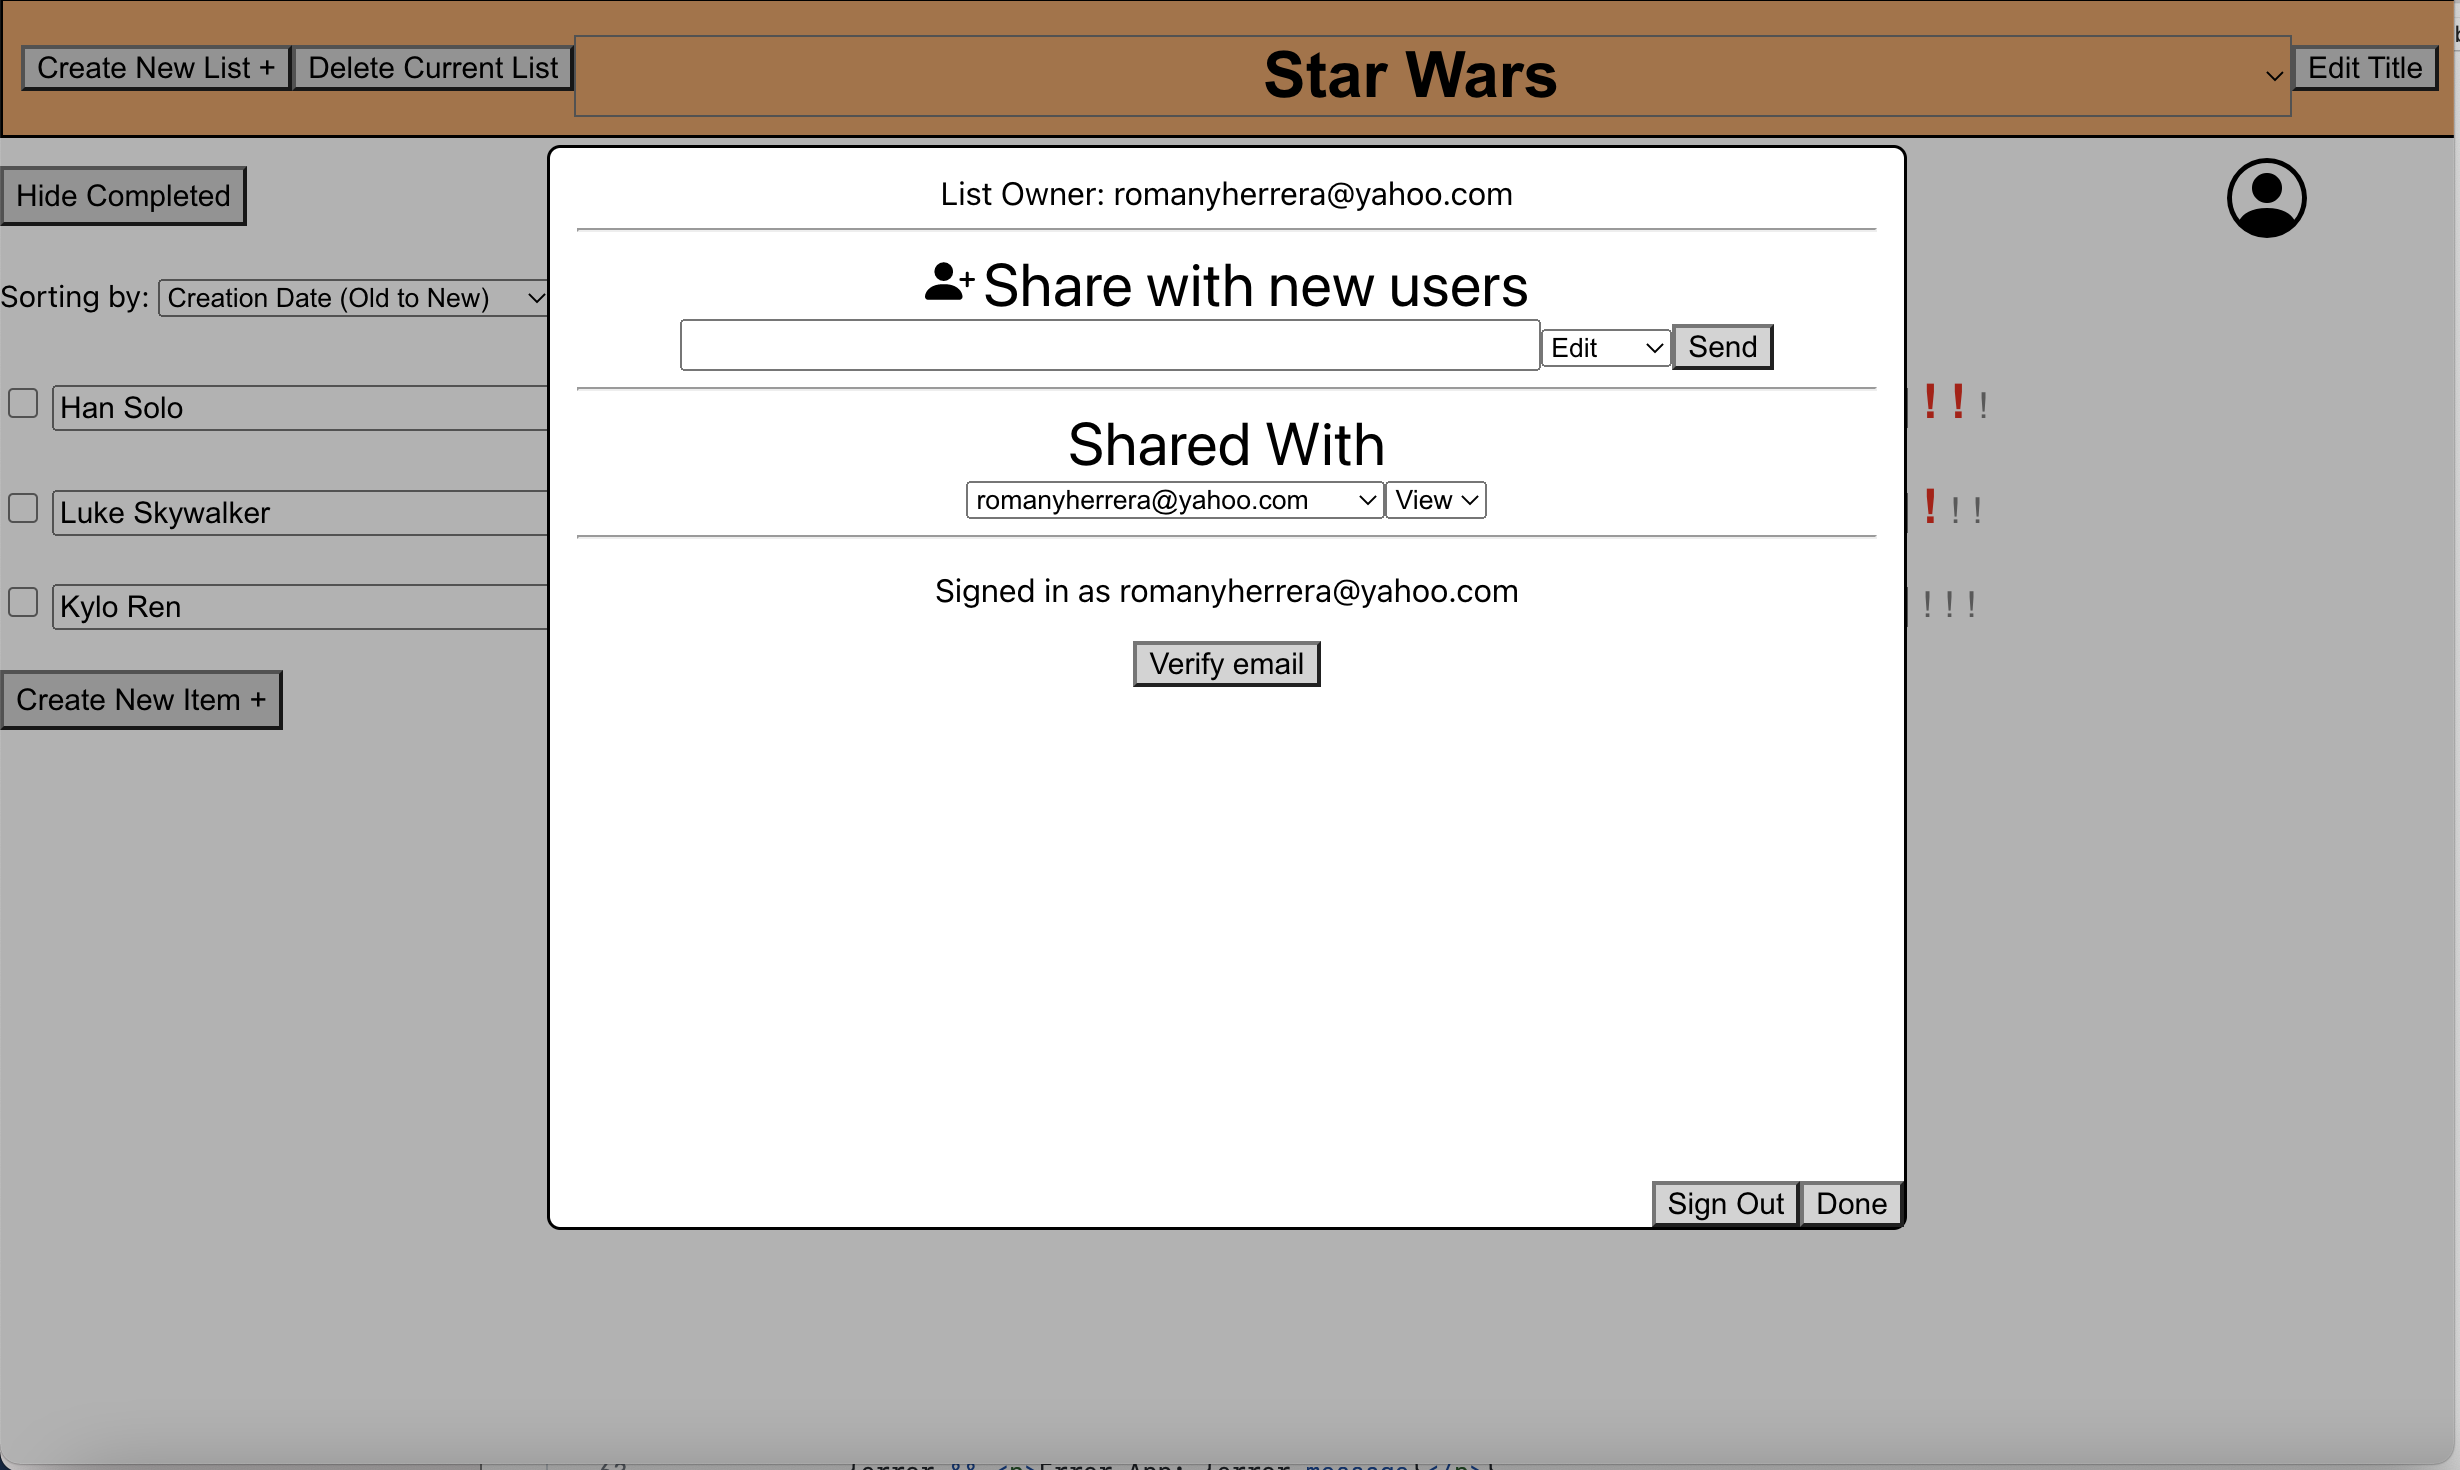 Create New List +
Delete Current List
Star Wars
Edit Title
Hide Completed
Sorting by: Creation Date (Old to New)
Han Solo
Luke Skywalker
Kylo Ren
Create New Item +
List Owner: romanyherrera@yahoo.com
Share with new users
Edit
Send
Shared With
romanyherrera@yahoo.com
View
Signed in as romanyherrera@yahoo.com
Verify email
Sign Out
Done
! ! !
! ! !
! ! !